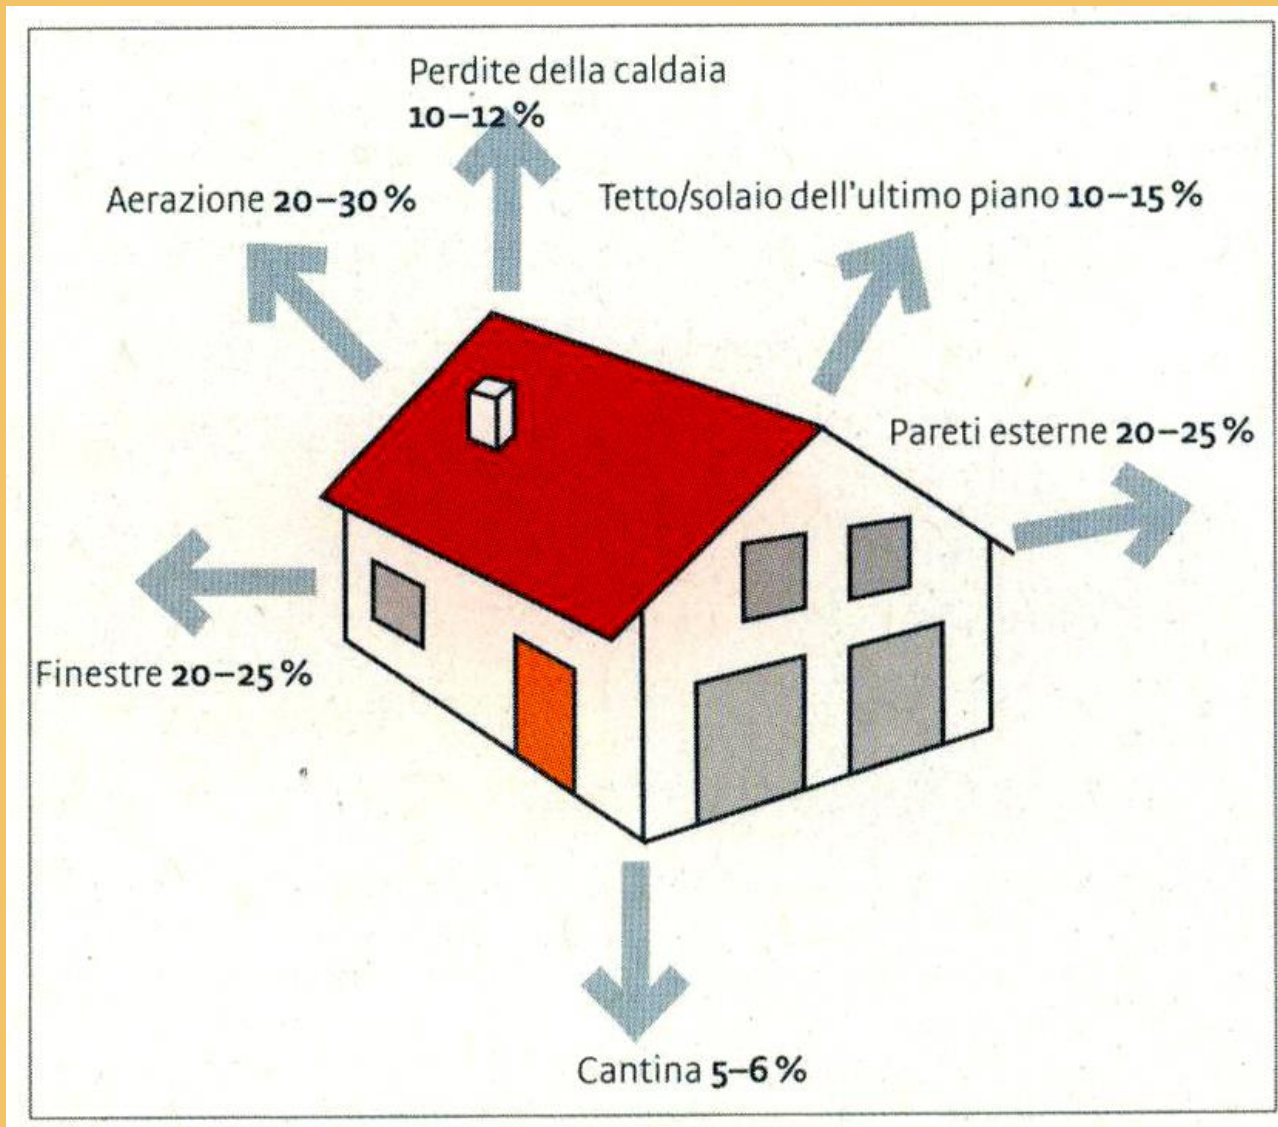 Perdite della caldaia
10–12 %
Aerazione 20–30 %
Tetto/solaio dell'ultimo piano 10–15 %
Pareti esterne 20–25 %
Finestre 20–25 %
Cantina 5–6 %